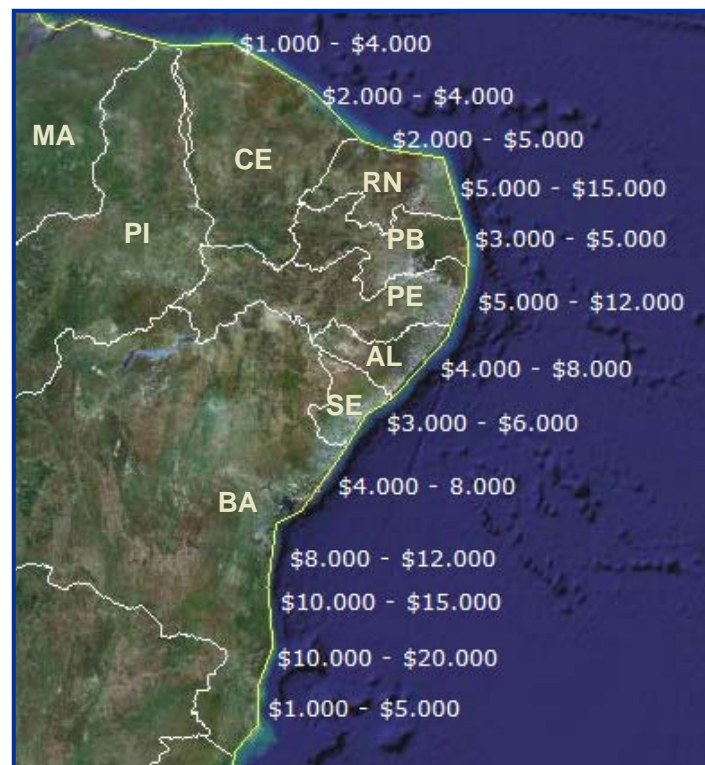 $1.000 - $4.000
$2.000 - $4.000
MA
$2.000 - $5.000
CE
RN
$5.000 - $15.000
PI
PB
$3.000 - $5.000
PE
$5.000 - $12.000
AL
$4.000 - $8.000
SE
$3.000 - $6.000
$4.000 - 8.000
BA
$8.000 - $12.000
$10.000 - $15.000
$10.000 - $20.000
$1.000 - $5.000